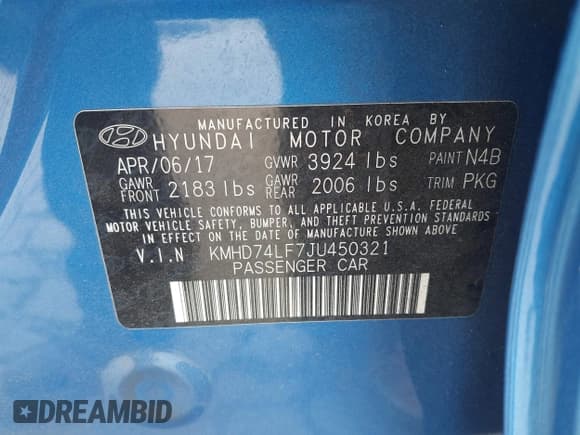 MANUFACTURED IN KOREA BY
HYUNDAI MOTOR COMPANY
APR/06/17 GVWR 3924 lbs PAINT N4B
GAWR FRONT 2183 lbs GAWR REAR 2006 lbs TRIM PKG
THIS VEHICLE CONFORMS TO ALL APPLICABLE U.S.A. FEDERAL
MOTOR VEHICLE SAFETY, BUMPER, AND THEFT PREVENTION STANDARDS
IN EFFECT ON THE DATE OF MANUFACTURE SHOWN ABOVE.
V.I.N KMHD74LF7JU450321
PASSENGER CAR
DREAMBID